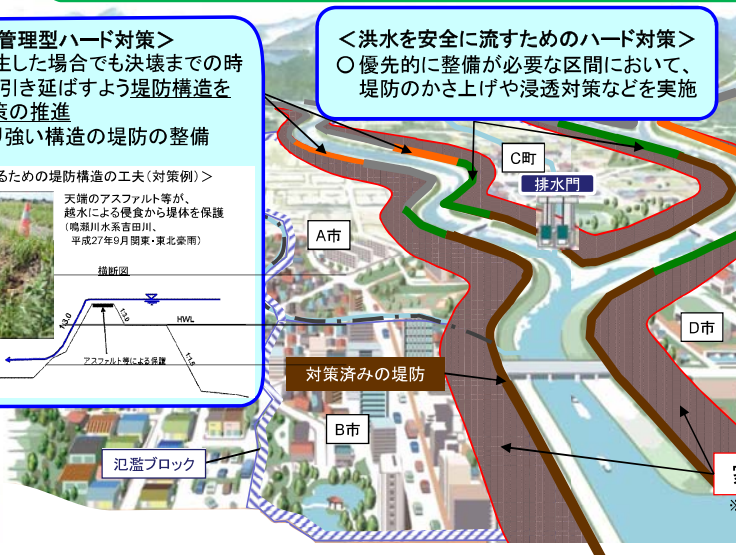 管理型ハード対策＞
生した場合でも決壊までの時
引き延ばすよう堤防構造を
策の推進
り強い構造の堤防の整備
るための堤防構造の工夫（対策例）＞
天端のアスファルト等が、
越水による侵食から堤体を保護
（鳴瀬川水系吉田川、
平成27年9月関東・東北豪雨）
横断図
1:3.0
1:3.0
HWL
1:1.5
アスファルト等による保護
＜洪水を安全に流すためのハード対策＞
○優先的に整備が必要な区間において、
堤防のかさ上げや浸透対策などを実施
C町
排水門
A市
D市
対策済みの堤防
B市
氾濫ブロック
※